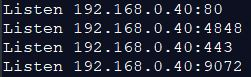 Listen 192.168.0.40:80
Listen 192.168.0.40:4848
Listen 192.168.0.40:443
Listen 192.168.0.40:9072